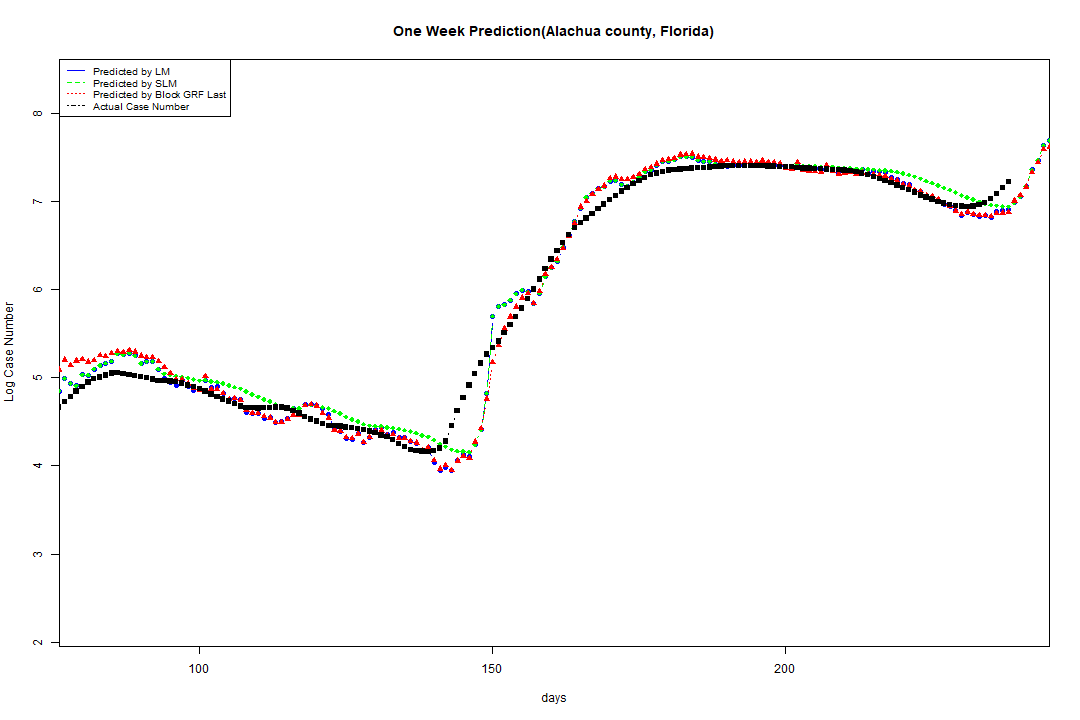 One Week Prediction(Alachua county, Florida)
Predicted by LM
Predicted by SLM
Predicted by Block GRF Last
Actual Case Number
8
7
6
5
4
3
2
Log Case Number
100 150 200
days